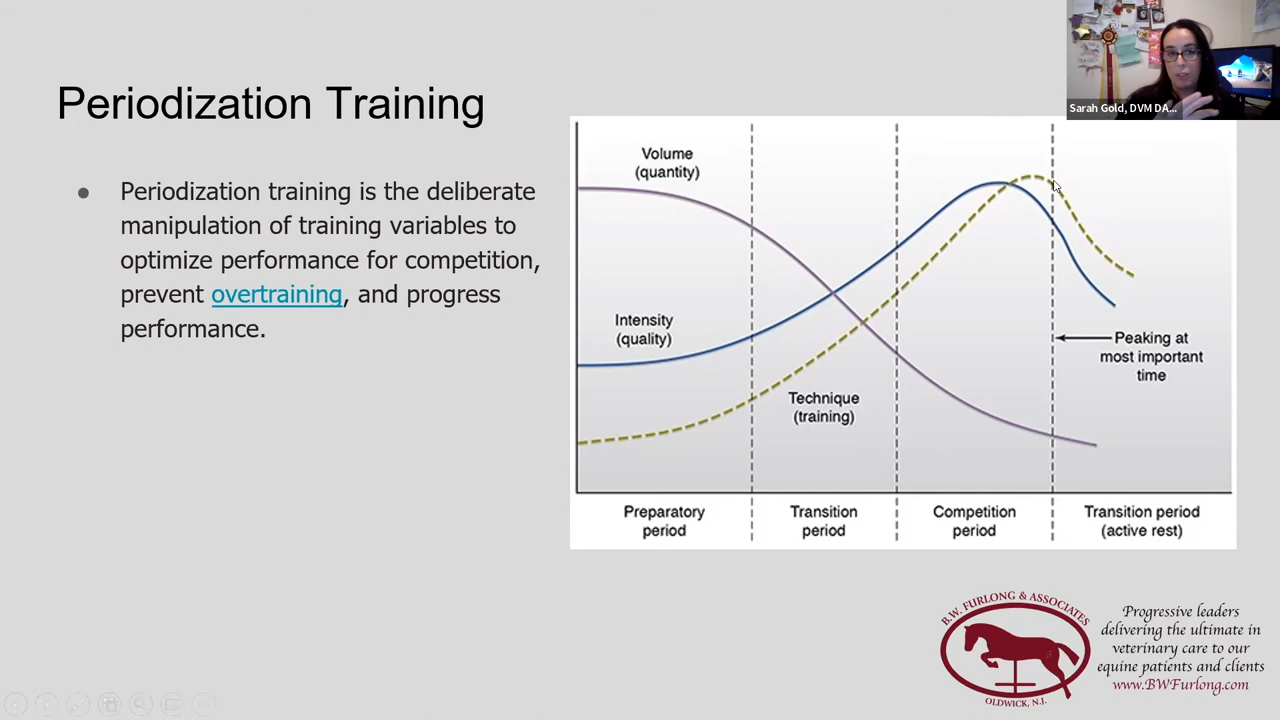 Periodization Training
● Periodization training is the deliberate
manipulation of training variables to
optimize performance for competition,
prevent overtraining, and progress
performance.
Sarah Gold, DVM DA...
Volume
(quantity)
Intensity
(quality)
Technique
(training)
Peaking at
most important
time
Preparatory
period
Transition
period
Competition
period
Transition period
(active rest)
B.W. FURLONG & ASSOCIATES
OLDWICK, N.J.
Progressive leaders
delivering the ultimate in
veterinary care to our
equine patients and clients
www.BWFurlong.com